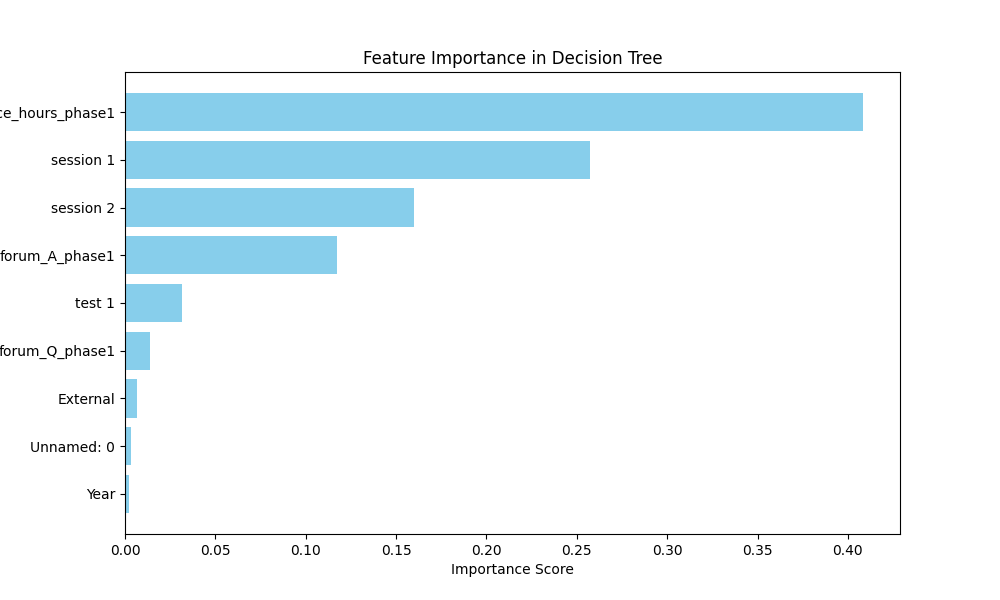 Feature Importance in Decision Tree
ce_hours_phase1
session 1
session 2
forum_A_phase1
test 1
forum_Q_phase1
External
Unnamed: 0
Year
0.00 0.05 0.10 0.15 0.20 0.25 0.30 0.35 0.40
Importance Score